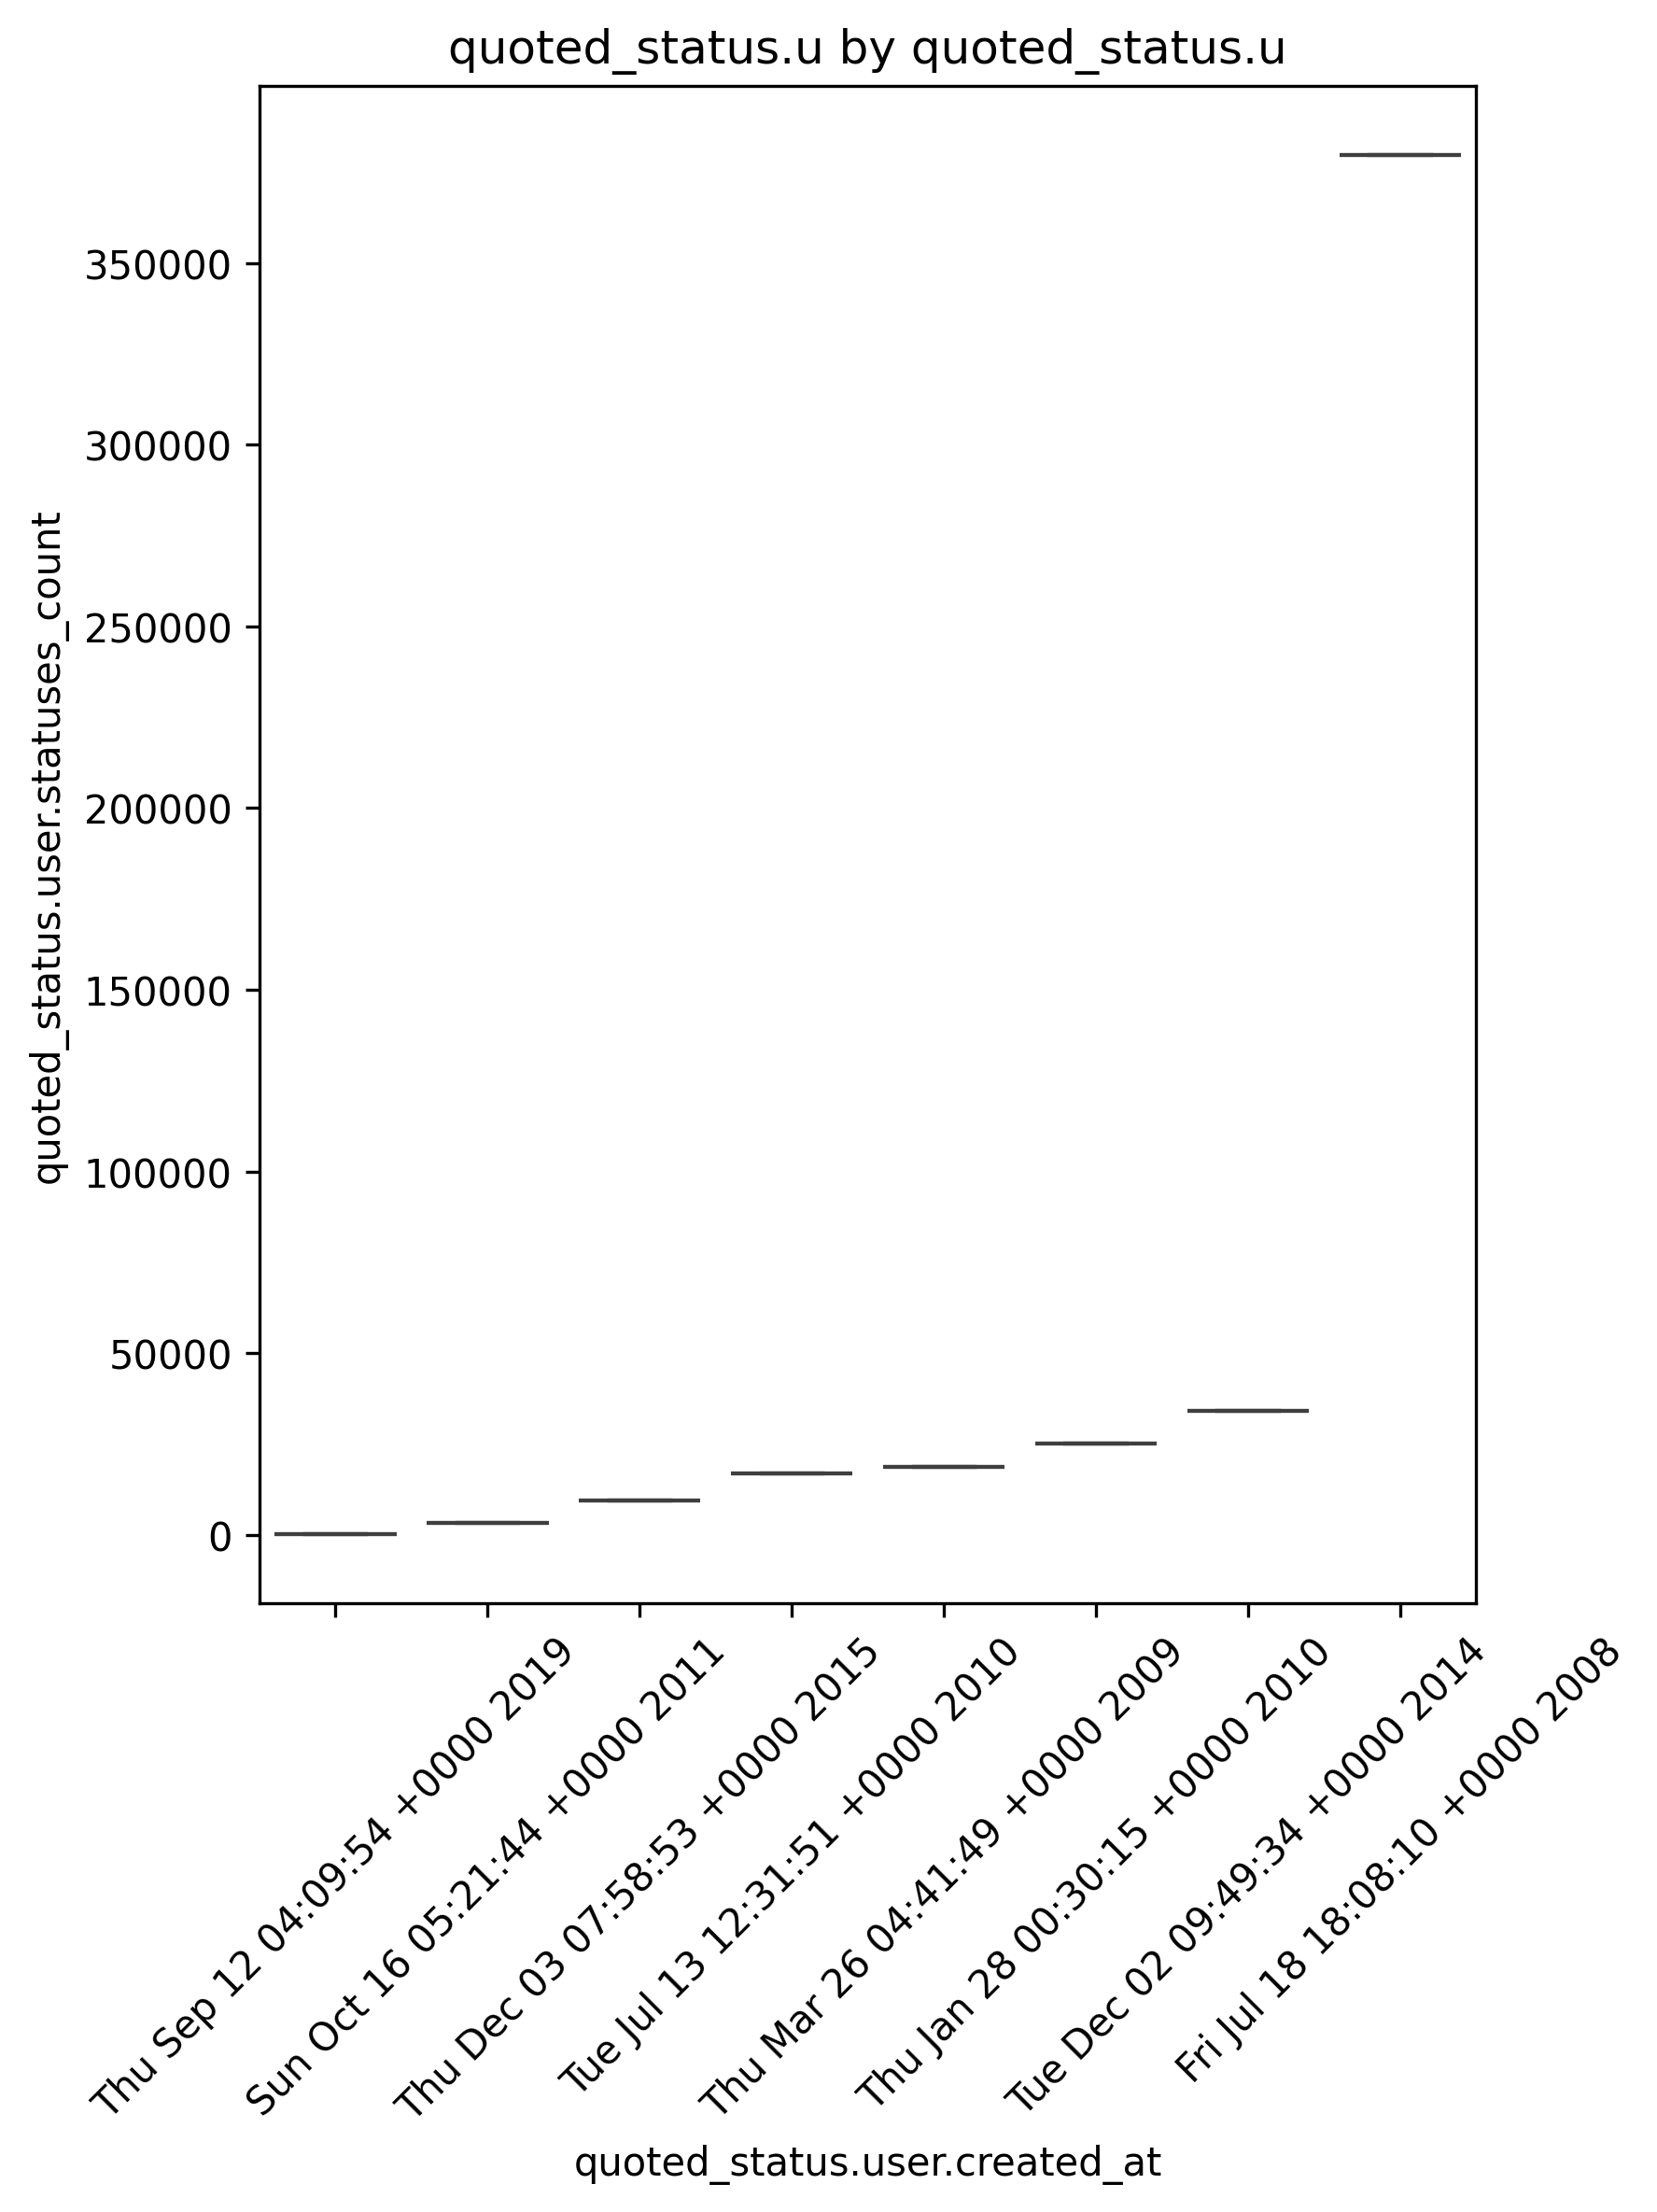 quoted_status.u by quoted_status.u
quoted_status.user.statuses_count
350000
300000
250000
200000
150000
100000
50000
0
Thu Sep 12 04:09:54 +0000 2019
Sun Oct 16 05:21:44 +0000 2011
Thu Dec 03 07:58:53 +0000 2015
Tue Jul 13 12:31:51 +0000 2010
Thu Mar 26 04:41:49 +0000 2009
Thu Jan 28 00:30:15 +0000 2010
Tue Dec 02 09:49:34 +0000 2014
Fri Jul 18 18:08:10 +0000 2008
quoted_status.user.created_at